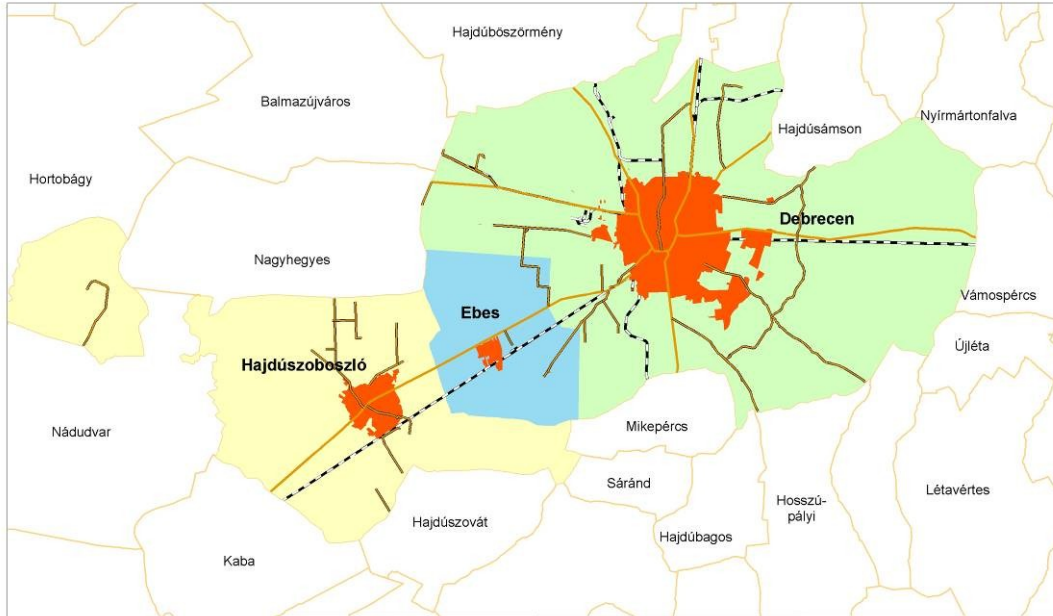 Hajdúböszörmény
Balmazújváros
Nyírmártonfalva
Hajdúsámson
Hortobágy
Debrecen
Nagyhegyes
Vámospércs
Ebes
Újléta
Hajdúszoboszló
Nádudvar
Mikepércs
Sáránd
Létavértes
Hosszú-
pályi
Hajdúszovát
Hajdúbagos
Kaba